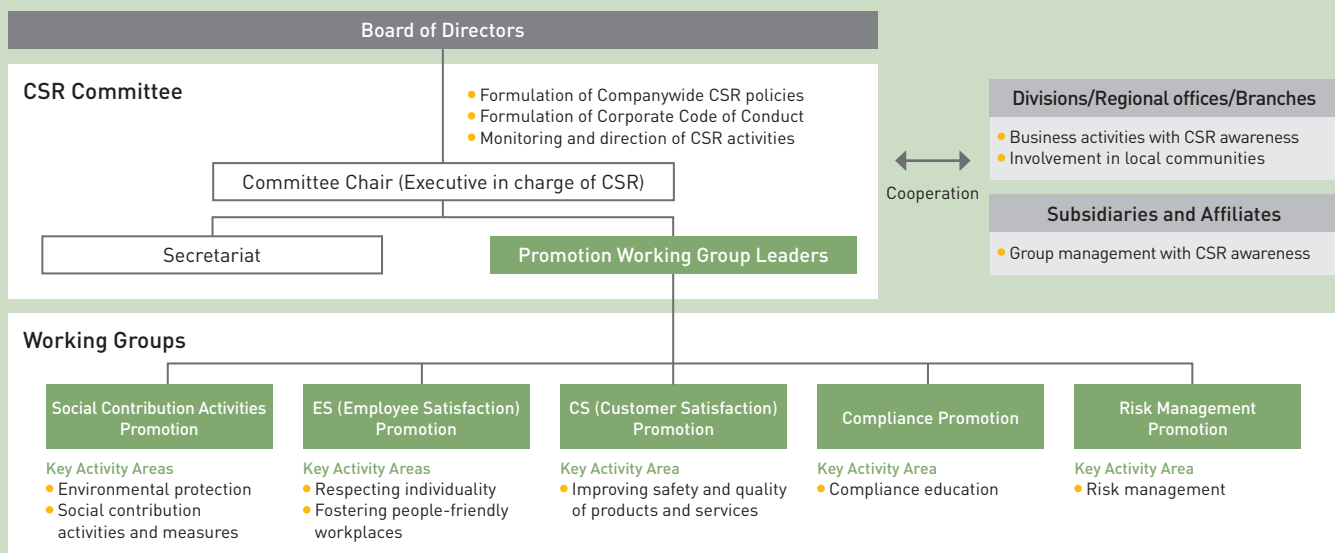 Board of Directors
CSR Committee
● Formulation of Companywide CSR policies
● Formulation of Corporate Code of Conduct
● Monitoring and direction of CSR activities
Committee Chair (Executive in charge of CSR)
Secretariat
Promotion Working Group Leaders
Cooperation
Divisions/Regional offices/Branches
● Business activities with CSR awareness
● Involvement in local communities
Subsidiaries and Affiliates
● Group management with CSR awareness
Working Groups
Social Contribution Activities
Promotion
Key Activity Areas
● Environmental protection
● Social contribution
activities and measures
ES (Employee Satisfaction)
Promotion
Key Activity Areas
● Respecting individuality
● Fostering people-friendly
workplaces
CS (Customer Satisfaction)
Promotion
Key Activity Area
● Improving safety and quality
of products and services
Compliance Promotion
Key Activity Area
● Compliance education
Risk Management
Promotion
Key Activity Area
● Risk management